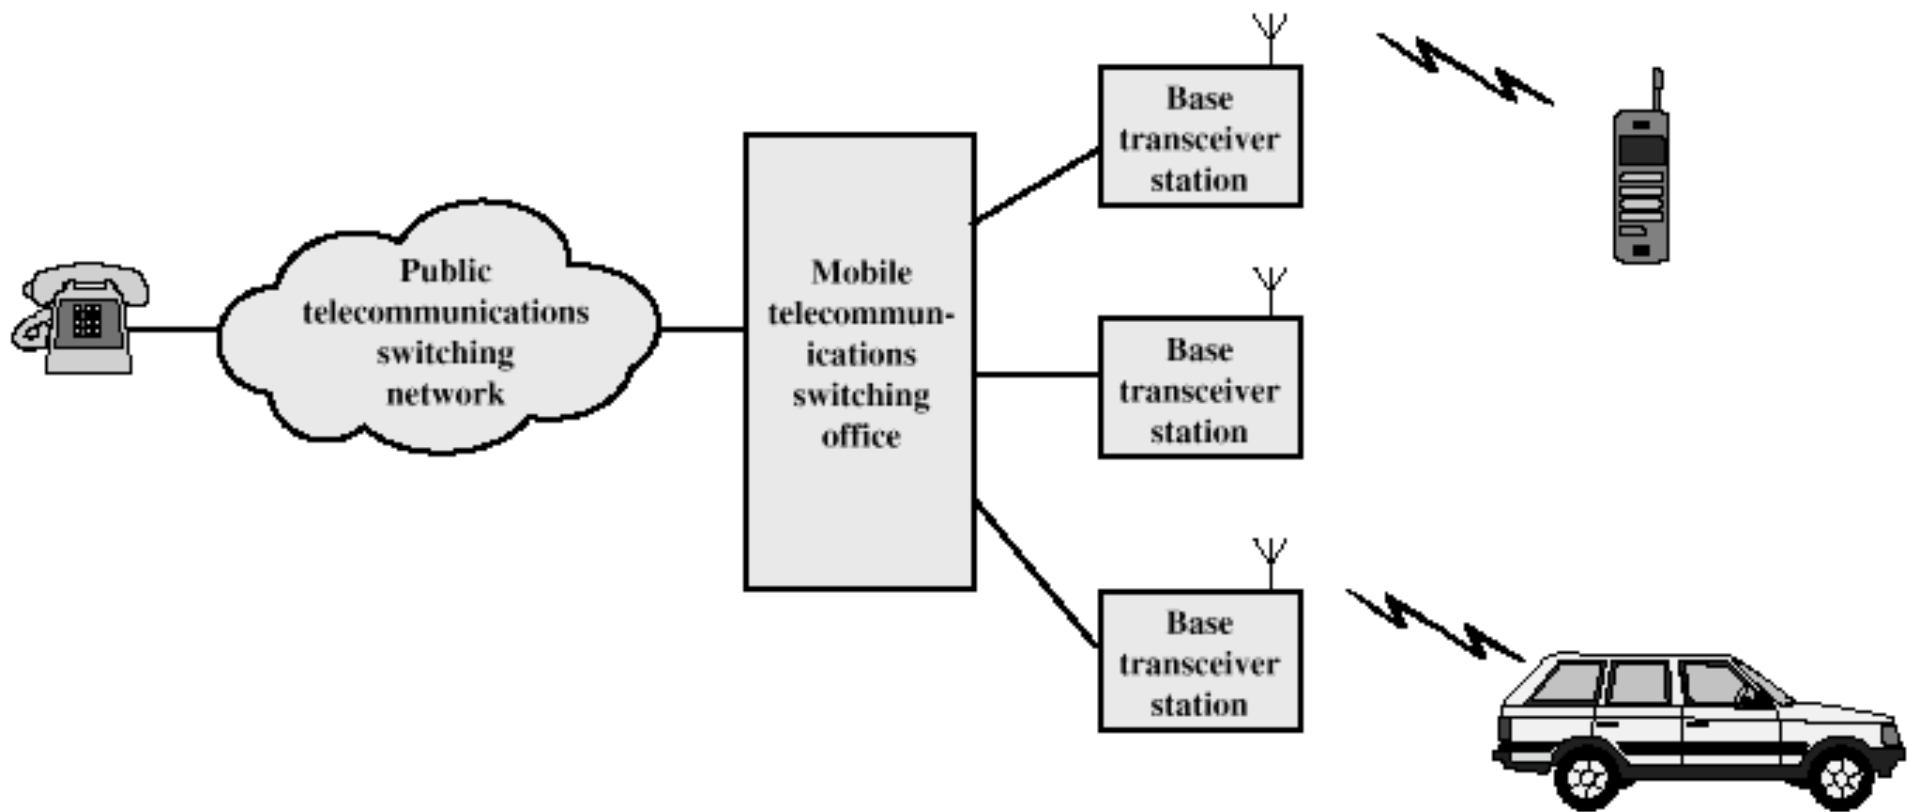 Public
telecommunications
switching
network
Mobile
telecommun-
ications
switching
office
Base
transceiver
station
Base
transceiver
station
Base
transceiver
station